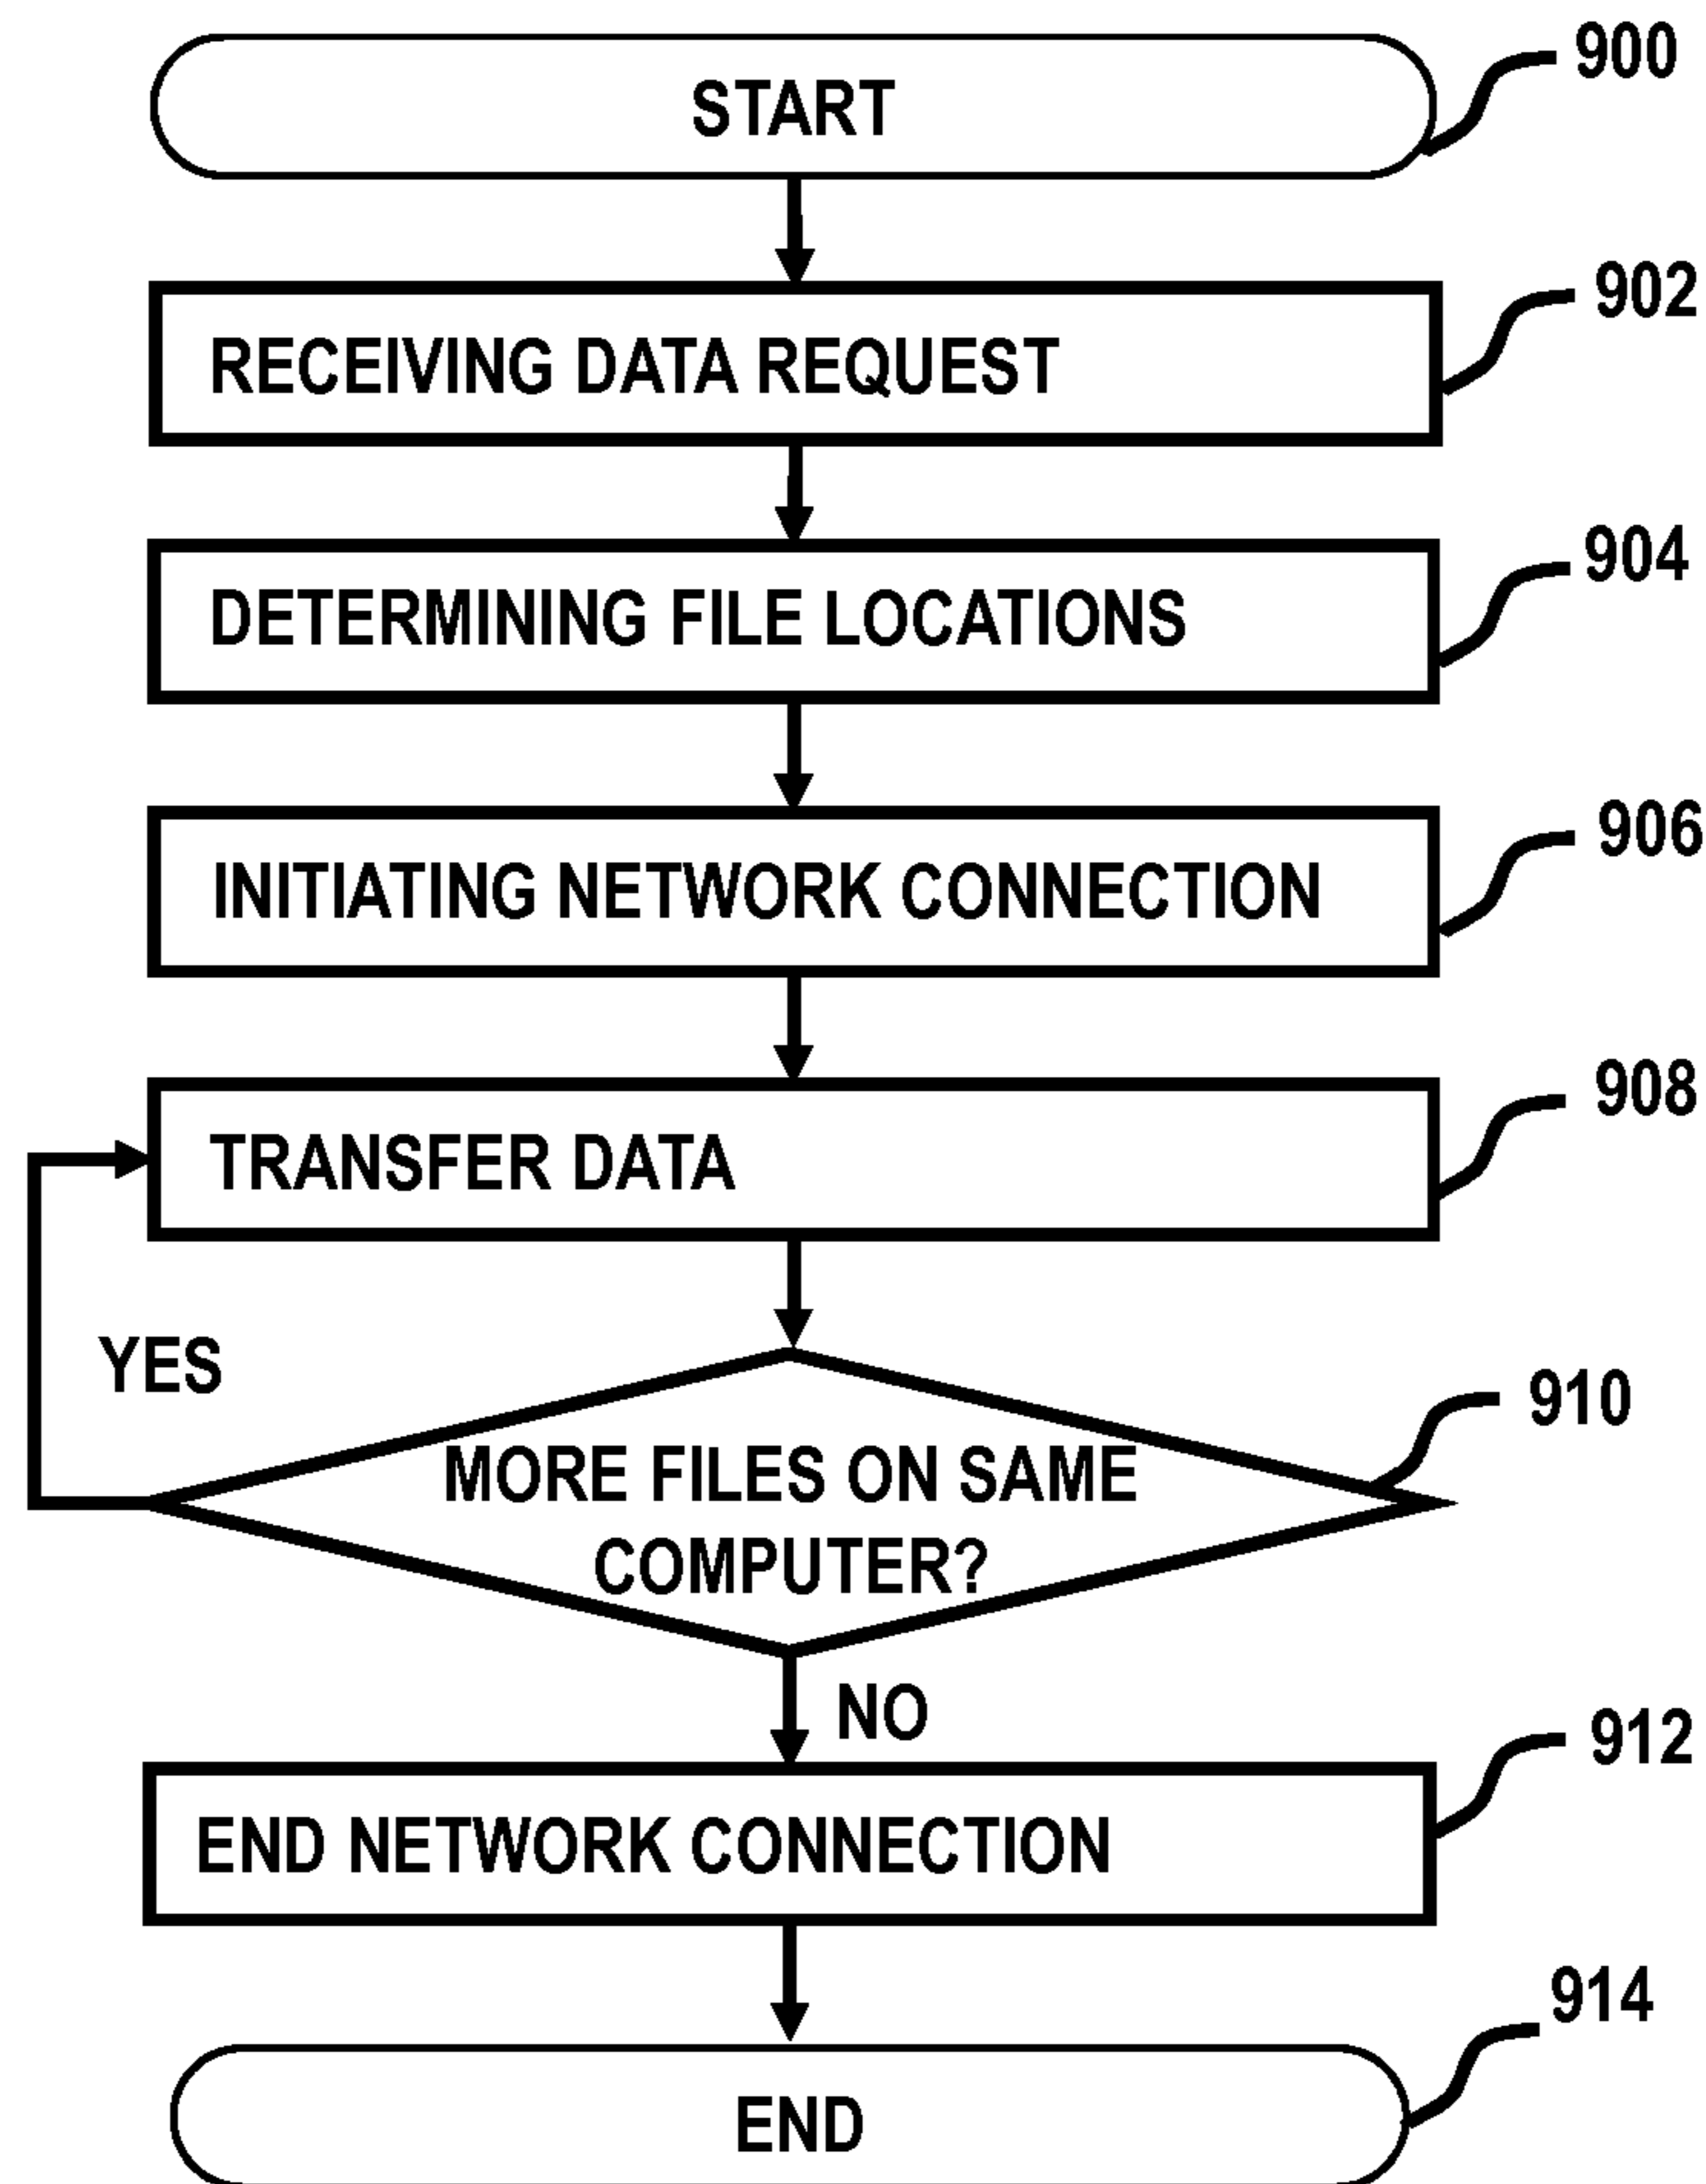 START
900
RECEIVING DATA REQUEST
902
DETERMINING FILE LOCATIONS
904
INITIATING NETWORK CONNECTION
906
TRANSFER DATA
908
YES
MORE FILES ON SAME
COMPUTER?
910
NO
END NETWORK CONNECTION
912
END
914